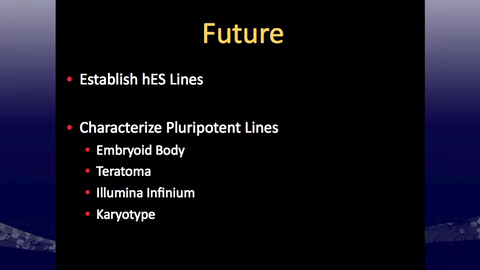 Future
• Establish hES Lines
• Characterize Pluripotent Lines
• Embryoid Body
• Teratoma
• Illumina Infinium
• Karyotype